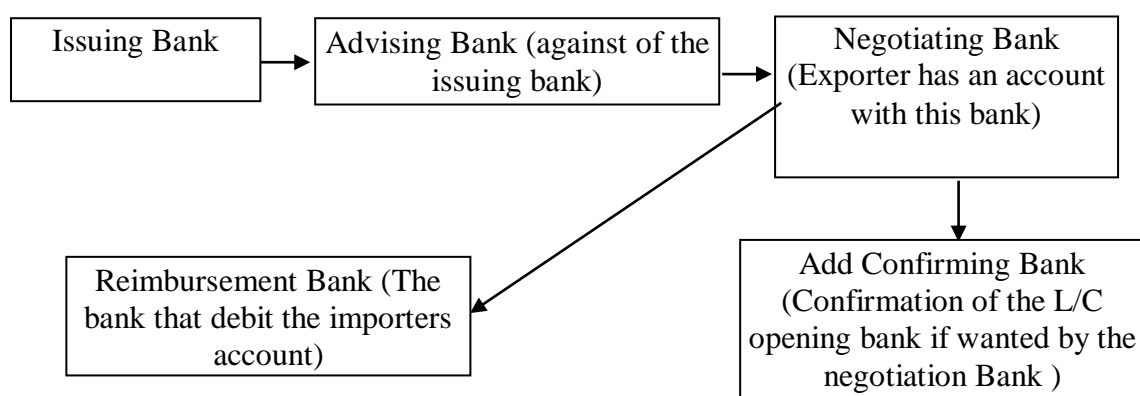 Issuing Bank
Advising Bank (against of the
issuing bank)
Negotiating Bank
(Exporter has an account
with this bank)
Reimbursement Bank (The
bank that debit the importers
account)
Add Confirming Bank
(Confirmation of the L/C
opening bank if wanted by the
negotiation Bank )